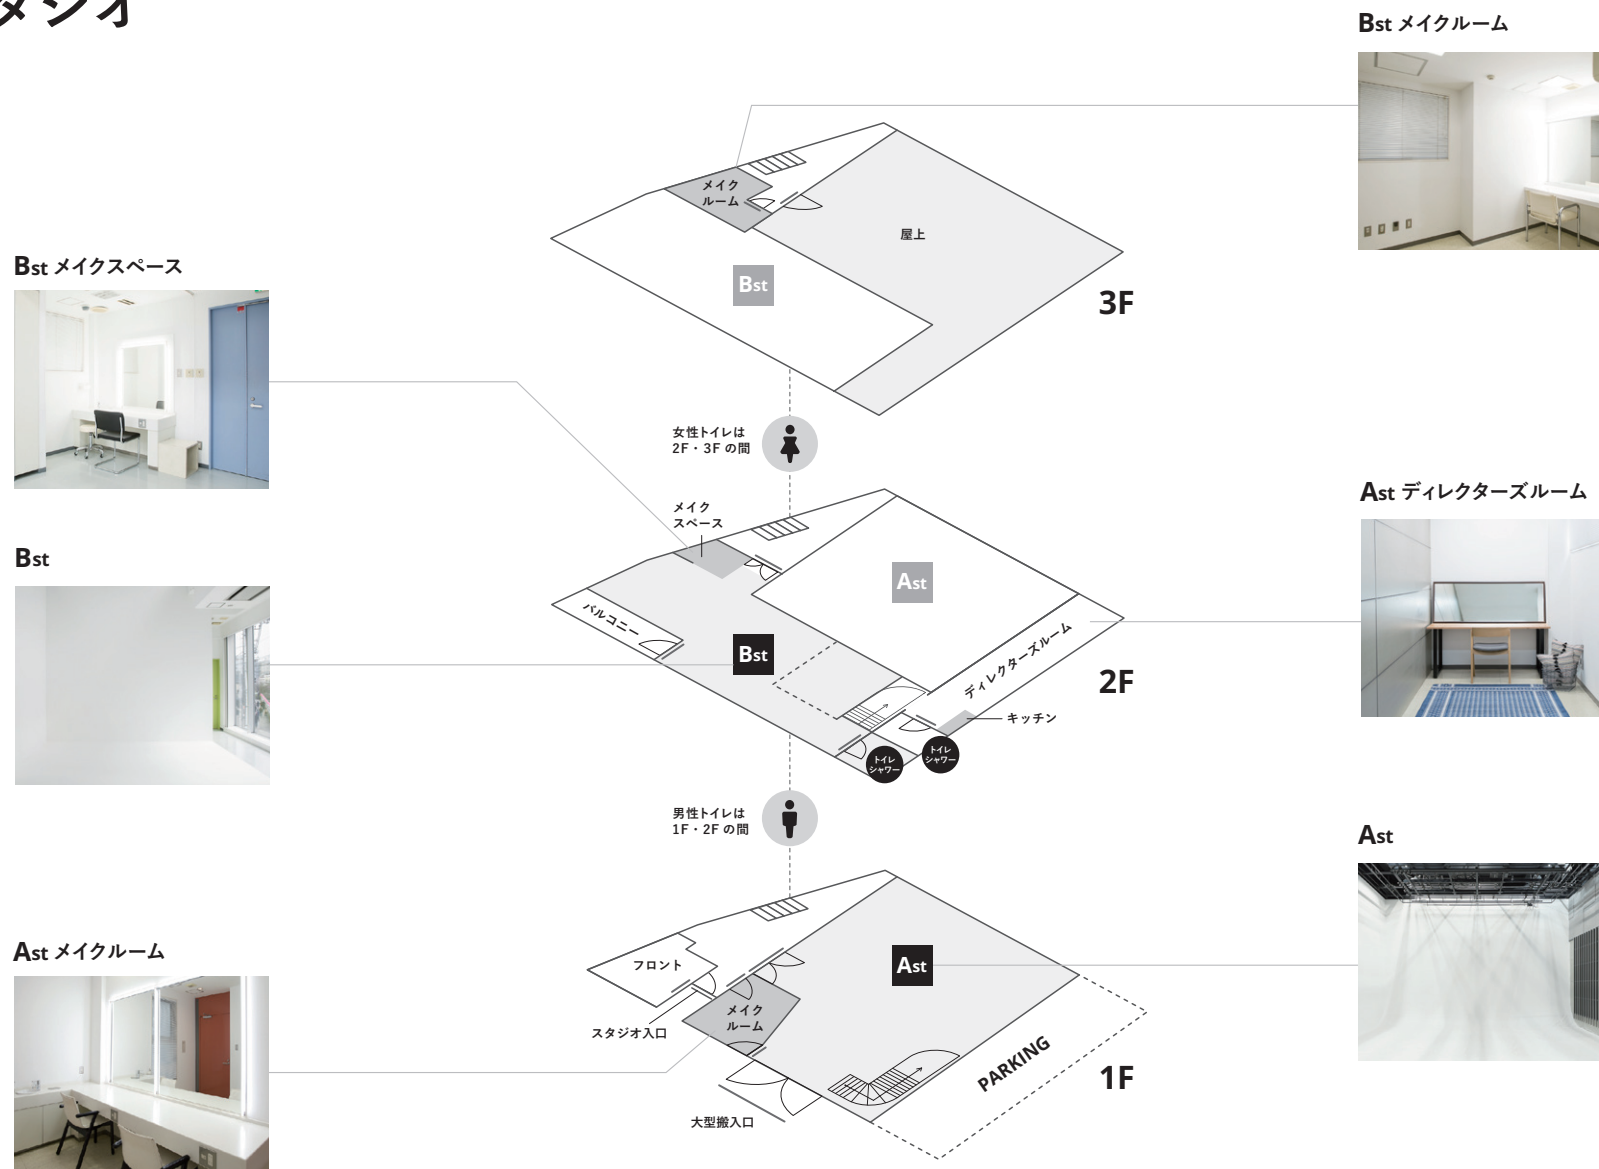 タジオ
Bst メイクルーム
メイク
ルーム
屋上
Bst
3F
Bst メイクスペース
女性トイレは
2F・3Fの間
Ast ディレクターズルーム
メイク
スペース
Ast
Bst
バルコニー
Bst
ディレクターズルーム
2F
キッチン
トイレ
シャワー
トイレ
シャワー
男性トイレは
1F・2Fの間
Ast
Ast メイクルーム
フロント
Ast
メイク
ルーム
スタジオ入口
PARKING
1F
大型搬入口